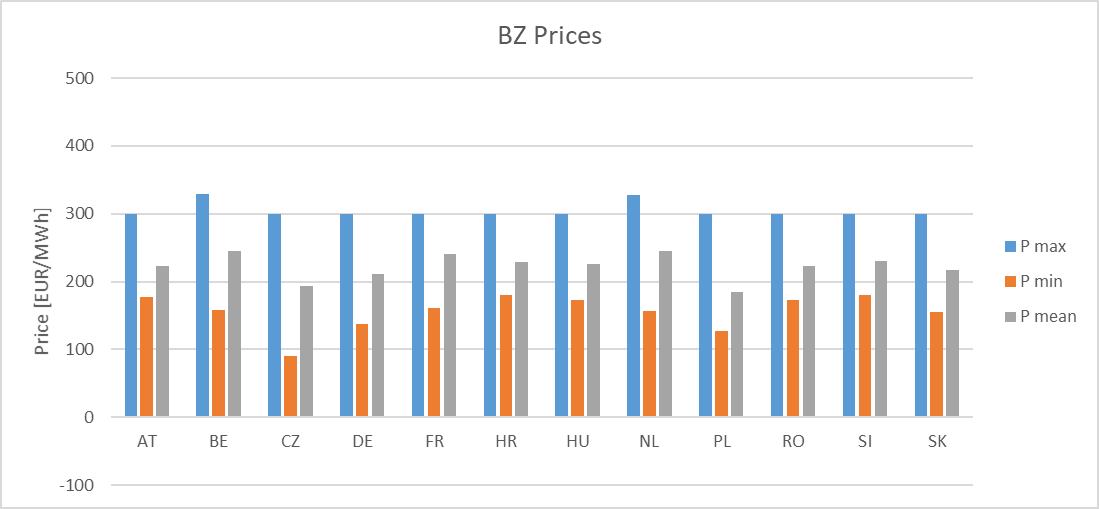 BZ Prices
Price [EUR/MWh]
500
400
300
200
100
0
-100
AT BE CZ DE FR HR HU NL PL RO SI SK
P max
P min
P mean